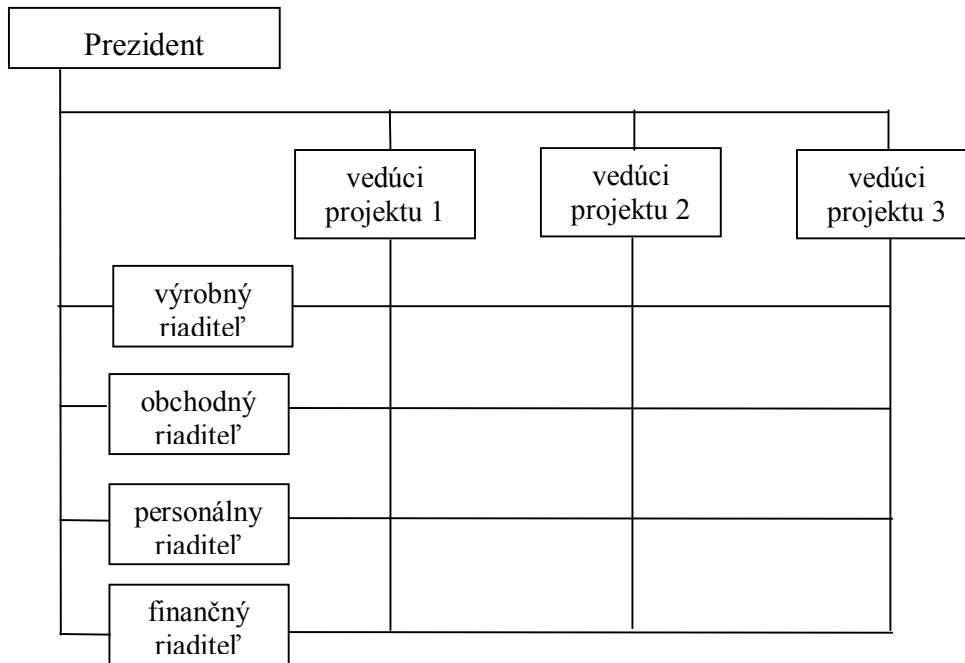 Prezident
vedúci
projektu 1
vedúci
projektu 2
vedúci
projektu 3
výrobný
riaditeľ
obchodný
riaditeľ
personálny
riaditeľ
finančný
riaditeľ